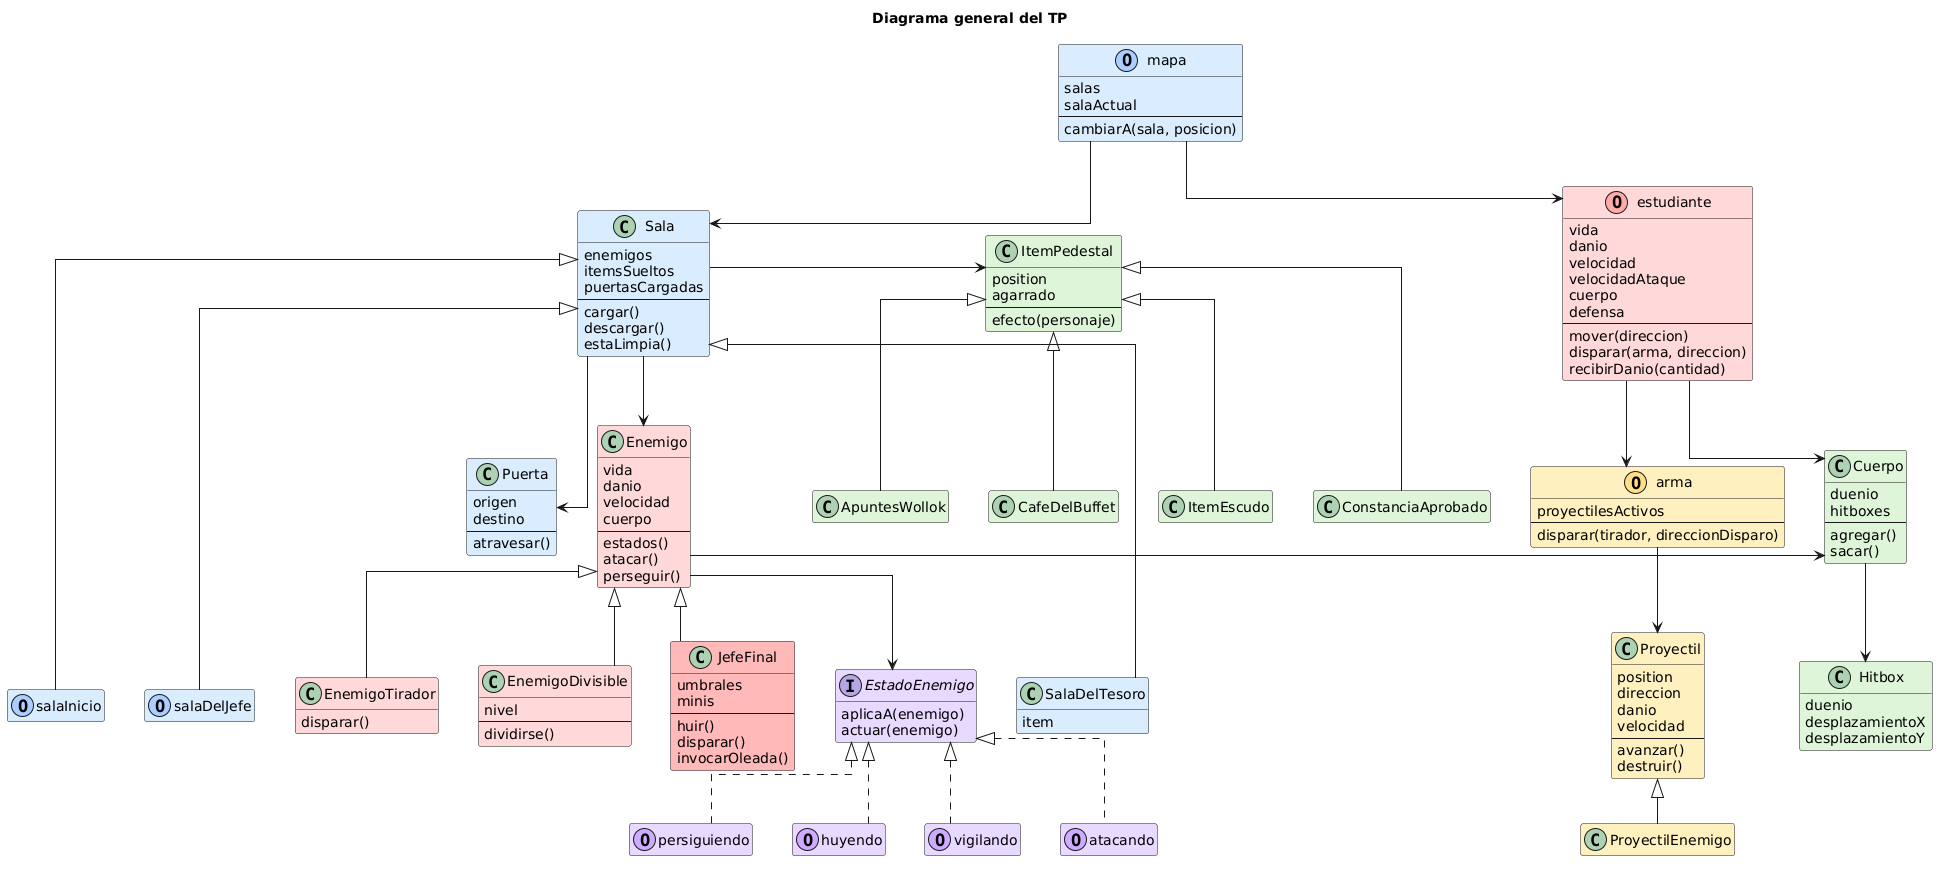 Diagrama general del TP
O mapa
salas
salaActual
cambiarA(sala, posicion)
O estudiante
vida
danio
velocidad
velocidadAtaque
cuerpo
defensa
mover(direccion)
disparar(arma, direccion)
recibirDanio(cantidad)
C Sala
enemigos
itemsSueltos
puertasCargadas
cargar()
descargar()
estaLimpia()
C ItemPedestal
position
agarrado
efecto(personaje)
C Puerta
origen
destino
atravesar()
C Enemigo
vida
danio
velocidad
cuerpo
estados()
atacar()
perseguir()
C ApuntesWollok
C CafeDelBuffet
C ItemEscudo
C ConstanciaAprobado
O arma
proyectilesActivos
disparar(tirador, direccionDisparo)
C Cuerpo
duenio
hitboxes
agregar()
sacar()
O salaInicio
O salaDelJefe
C EnemigoTirador
disparar()
C EnemigoDivisible
nivel
dividirse()
C JefeFinal
umbrales
minis
huir()
disparar()
invocarOleada()
I EstadoEnemigo
aplicaA(enemigo)
actuar(enemigo)
C SalaDelTesoro
item
C Proyectil
position
direccion
danio
velocidad
avanzar()
destruir()
C Hitbox
duenio
desplazamientoX
desplazamientoY
O persiguiendo
O huyendo
O vigilando
O atacando
C ProyectilEnemigo